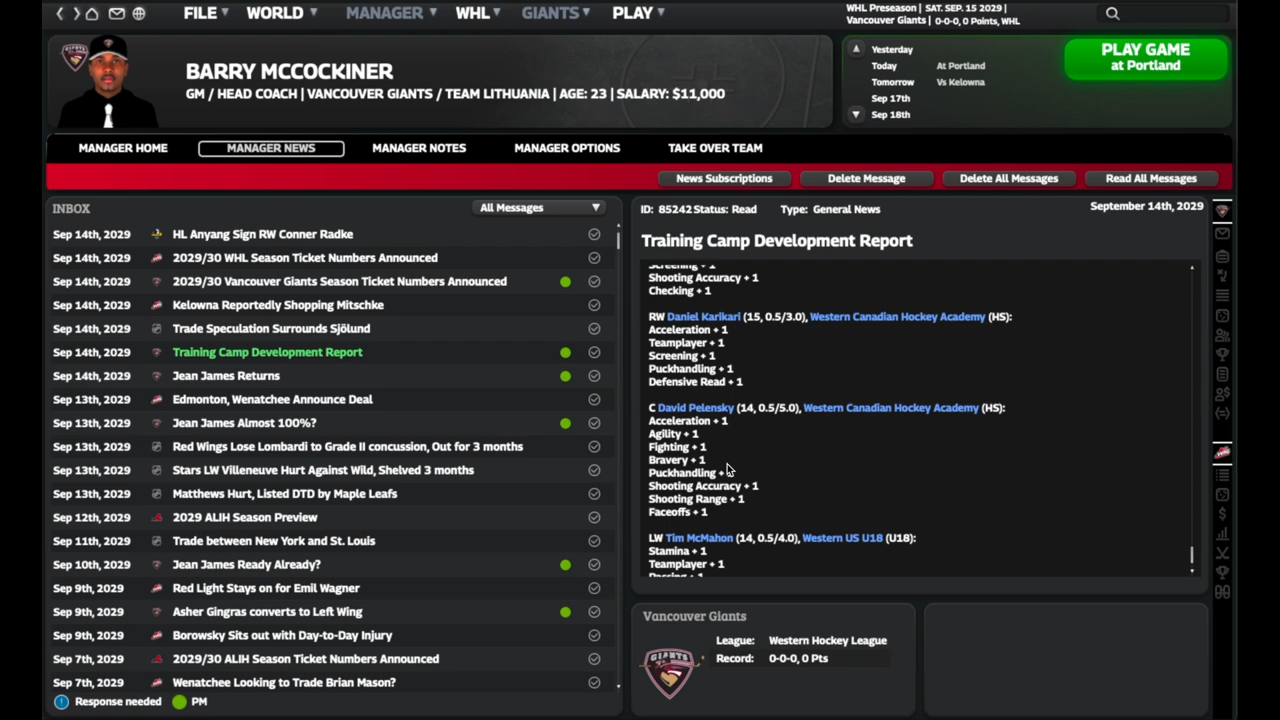 FILE WORLD MANAGER WHL GIANTS PLAY
WHL Preseason | SAT. SEP. 15 2029 |
Vancouver Giants | 0-0-0, 0 Points, WHL
BARRY MCCOCKINER
GM / HEAD COACH | VANCOUVER GIANTS / TEAM LITHUANIA | AGE: 23 | SALARY: $11,000
Yesterday
Today At Portland
Tomorrow Vs Kelowna
Sep 17th
Sep 18th
PLAY GAME
at Portland
MANAGER HOME MANAGER NEWS MANAGER NOTES MANAGER OPTIONS TAKE OVER TEAM
News Subscriptions Delete Message Delete All Messages Read All Messages
INBOX All Messages
Sep 14th, 2029 HL Anyang Sign RW Conner Radke
Sep 14th, 2029 2029/30 WHL Season Ticket Numbers Announced
Sep 14th, 2029 2029/30 Vancouver Giants Season Ticket Numbers Announced
Sep 14th, 2029 Kelowna Reportedly Shopping Mitschke
Sep 14th, 2029 Trade Speculation Surrounds Sjölund
Sep 14th, 2029 Training Camp Development Report
Sep 14th, 2029 Jean James Returns
Sep 13th, 2029 Edmonton, Wenatchee Announce Deal
Sep 13th, 2029 Jean James Almost 100%?
Sep 13th, 2029 Red Wings Lose Lombardi to Grade II concussion, Out for 3 months
Sep 13th, 2029 Stars LW Villeneuve Hurt Against Wild, Shelved 3 months
Sep 13th, 2029 Matthews Hurt, Listed DTD by Maple Leafs
Sep 12th, 2029 2029 ALIH Season Preview
Sep 11th, 2029 Trade between New York and St. Louis
Sep 10th, 2029 Jean James Ready Already?
Sep 9th, 2029 Red Light Stays on for Emil Wagner
Sep 9th, 2029 Asher Gingras converts to Left Wing
Sep 9th, 2029 Borowsky Sits out with Day-to-Day Injury
Sep 7th, 2029 2029/30 ALIH Season Ticket Numbers Announced
Sep 7th, 2029 Wenatchee Looking to Trade Brian Mason?
Response needed PM
ID: 85242 Status: Read Type: General News September 14th, 2029
Training Camp Development Report
Screening + 1
Shooting Accuracy + 1
Checking + 1
RW Daniel Karikari (15, 0.5/3.0), Western Canadian Hockey Academy (HS):
Acceleration + 1
Teamplayer + 1
Screening + 1
Puckhandling + 1
Defensive Read + 1
C David Pelensky (14, 0.5/5.0), Western Canadian Hockey Academy (HS):
Acceleration + 1
Agility + 1
Fighting + 1
Bravery + 1
Puckhandling +
Shooting Accuracy + 1
Shooting Range + 1
Faceoffs + 1
LW Tim McMahon (14, 0.5/4.0), Western US U18 (U18):
Stamina + 1
Teamplayer + 1
Passing + 1
Vancouver Giants
GIANTS
League: Western Hockey League
Record: 0-0-0, 0 Pts